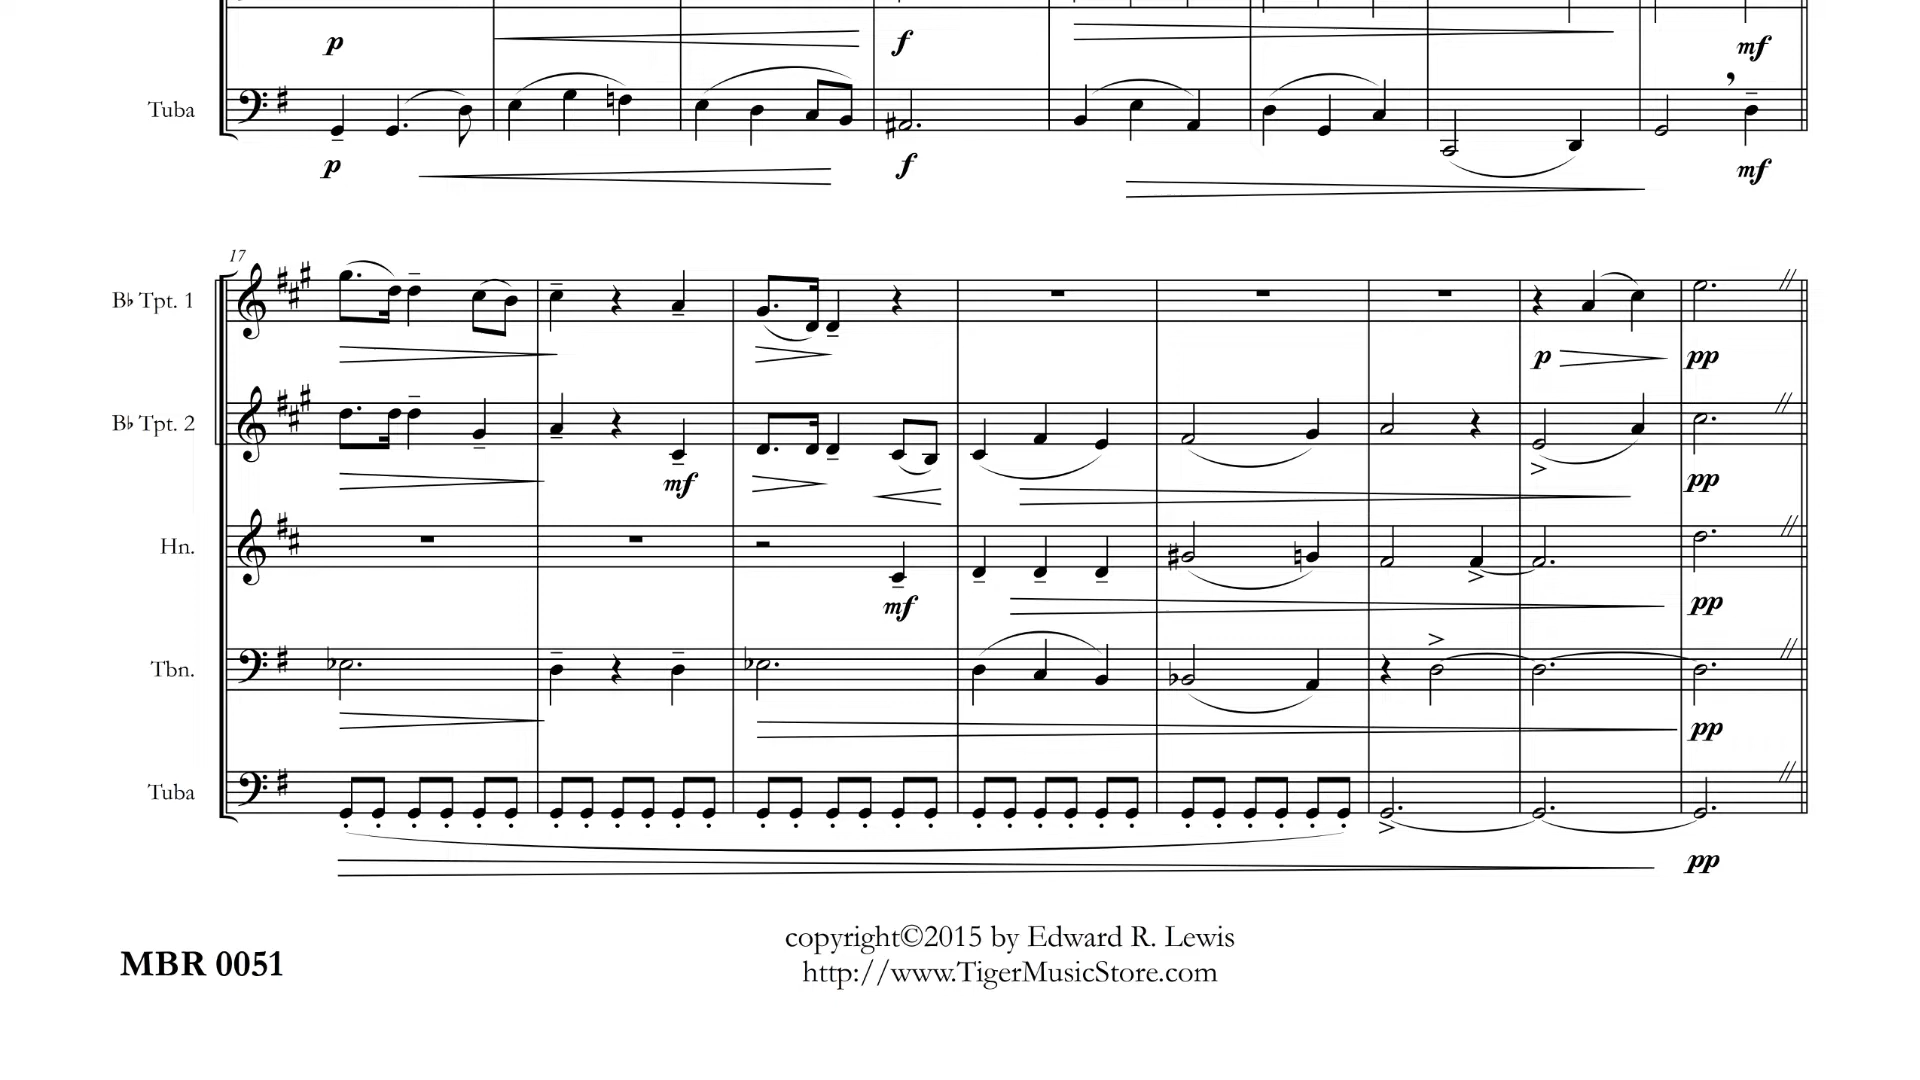 p f mf
Tuba
p f mf
17
B♭ Tpt. 1
p pp
B♭ Tpt. 2
mf pp
Hn.
mf pp
Tbn.
pp
Tuba
pp
copyright©2015 by Edward R. Lewis
MBR 0051
http://www.TigerMusicStore.com